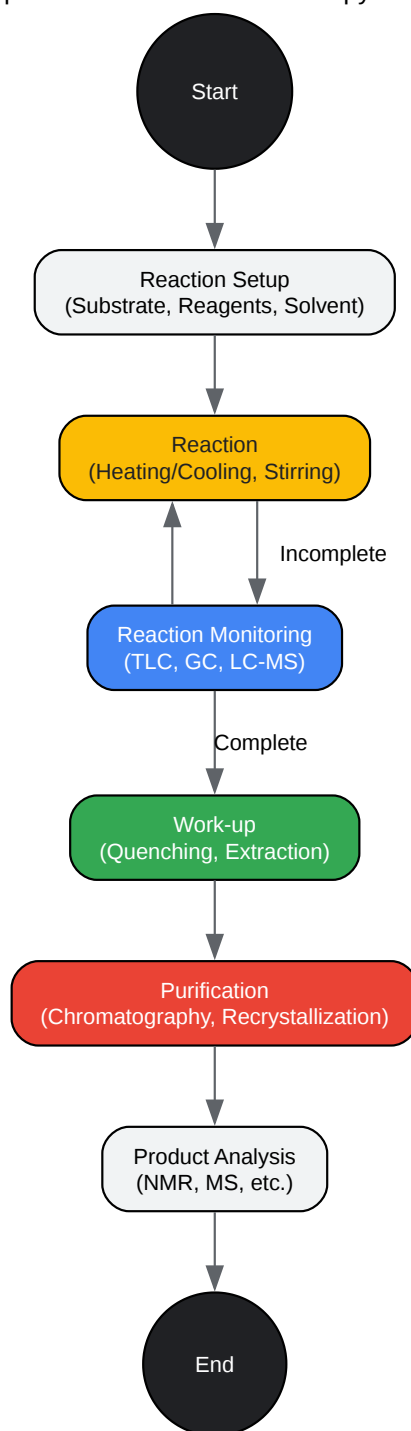 Start
Reaction Setup
(Substrate, Reagents, Solvent)
Reaction
(Heating/Cooling, Stirring)
Incomplete
Reaction Monitoring
(TLC, GC, LC-MS)
Complete
Work-up
(Quenching, Extraction)
Purification
(Chromatography, Recrystallization)
Product Analysis
(NMR, MS, etc.)
End